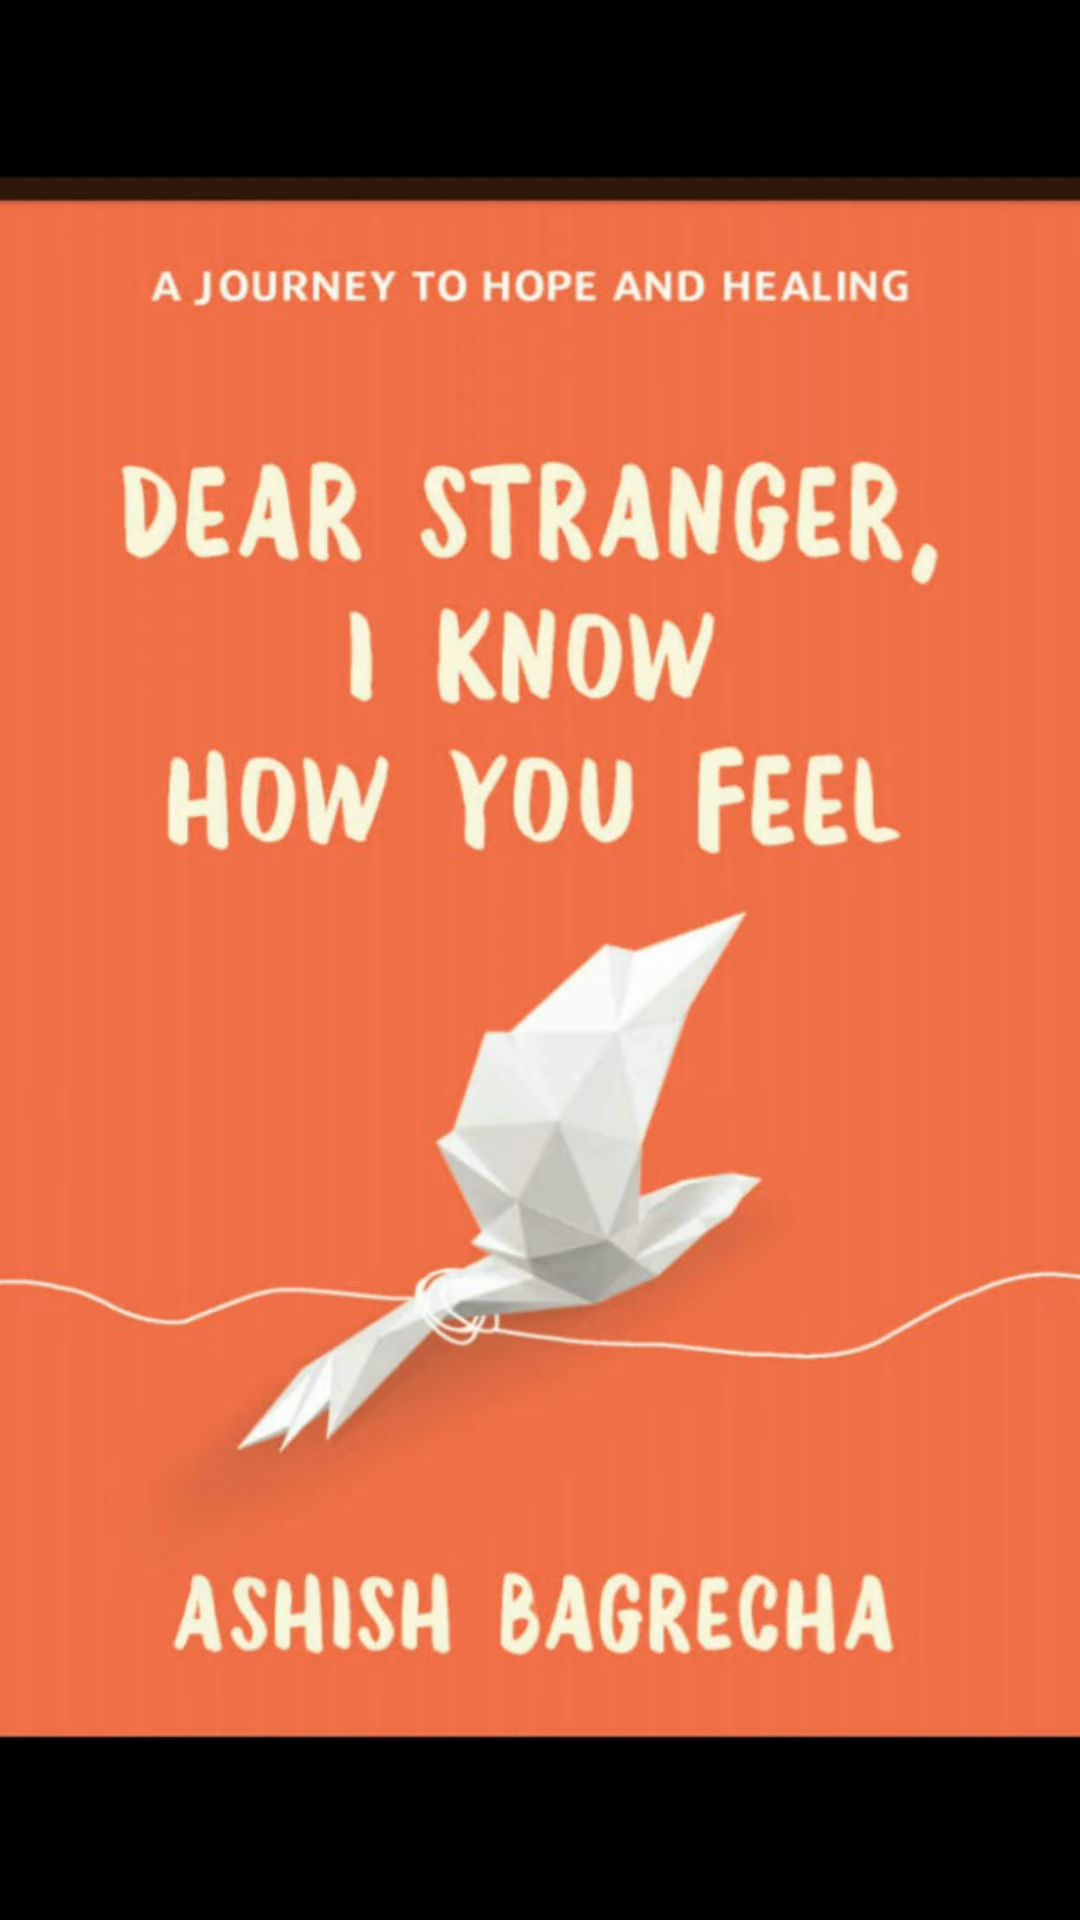 A JOURNEY TO HOPE AND HEALING
DEAR STRANGER,
I KNOW
HOW YOU FEEL
ASHISH BAGRECHA